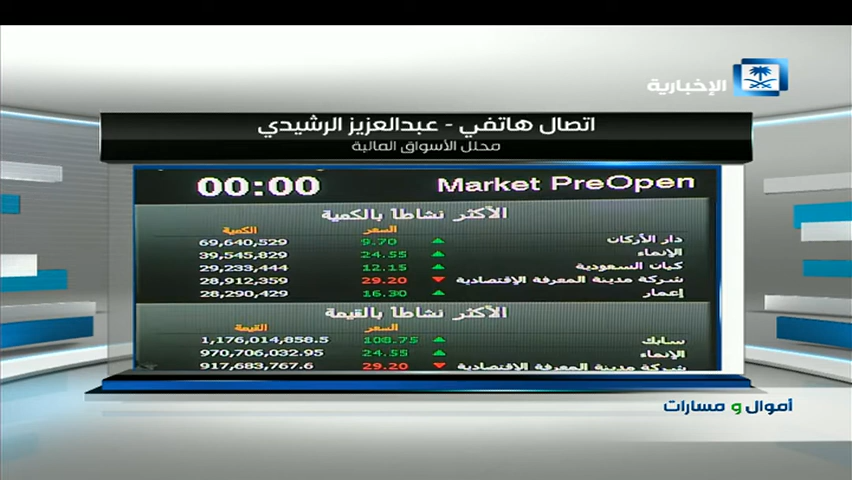 الإخبارية
اتصال هاتفي - عبدالعزيز الرشيدي
محلل الأسواق المالية
00:00 Market PreOpen
الأكثر نشاطاً بالكمية
السعر الكمية
دار الأركان 9.70 69,640,529
الإنماء 24.55 39,545,829
كيان السعودية 12.15 29,233,444
شركة مدينة المعرفة الإقتصادية 29.20 28,912,359
إعمار 16.30 28,290,429
الأكثر نشاطاً بالقيمة
السعر القيمة
سابك 108.75 1,176,014,858.5
الإنماء 24.55 970,706,032.95
شركة مدينة المعرفة الإقتصادية 29.20 917,683,767.6
أموال و مسارات